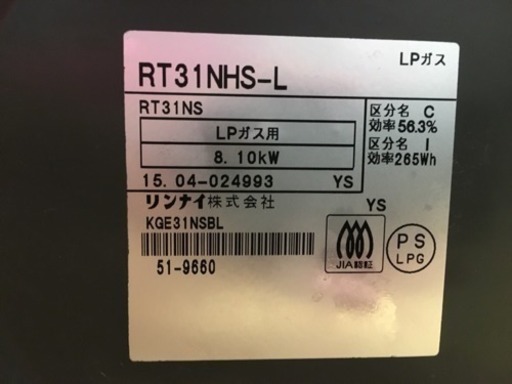 LPガス
RT31NHS-L
RT31NS
LPガス用
8.10kW
15.04-024993 YS
区分名 C
効率56.3%
区分名 I
効率265Wh
リンナイ株式会社
YS
KGE31NSBL
51-9660
JIA認証
PS
LPG